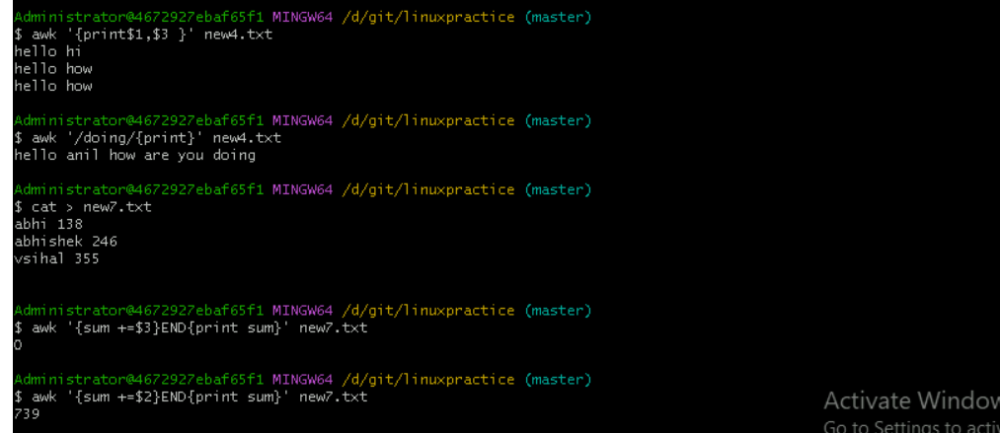 Administrator@4672927ebaf65f1 MINGW64 /d/git/linuxpractice (master)
$ awk '{print$1,$3 }' new4.txt
hello hi
hello how
hello how
Administrator@4672927ebaf65f1 MINGW64 /d/git/linuxpractice (master)
$ awk '/doing/{print}' new4.txt
hello anil how are you doing
Administrator@4672927ebaf65f1 MINGW64 /d/git/linuxpractice (master)
$ cat > new7.txt
abhi 138
abhishek 246
vsihal 355
Administrator@4672927ebaf65f1 MINGW64 /d/git/linuxpractice (master)
$ awk '{sum +=$3}END{print sum}' new7.txt
0
Administrator@4672927ebaf65f1 MINGW64 /d/git/linuxpractice (master)
$ awk '{sum +=$2}END{print sum}' new7.txt
739
Activate Window
Go to Settings to activ